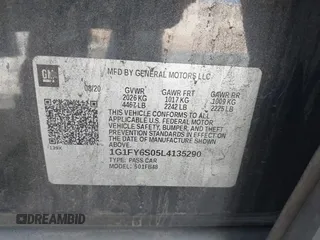 GM
MFD BY GENERAL MOTORS LLC
08/20 GVWR GAWR FRT GAWR RR
2026 KG 1017 KG 1009 KG
4467 LB 2242 LB 2225 LB
THIS VEHICLE CONFORMS TO ALL APPLICABLE
U.S. FEDERAL MOTOR VEHICLE
SAFETY, BUMPER, AND THEFT
PREVENTION STANDARDS IN EFFECT ON
THE DATE OF MANUFACTURE SHOWN
ABOVE.
1G1FY6S05L4135290
TYPE: PASS CAR
MODEL: 501FB48
DREAMBID